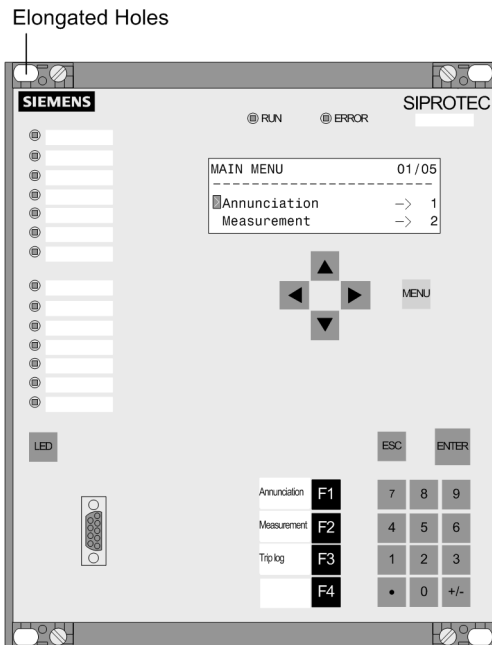 Elongated Holes
SIEMENS
SIPROTEC
RUN
ERROR
MAIN MENU 01/05
--------------------
Annunciation —> 1
Measurement —> 2
MENU
LED
ESC
ENTER
Annunciation F1
Measurement F2
Trip log F3
F4
7 8 9
4 5 6
1 2 3
• 0 +/-